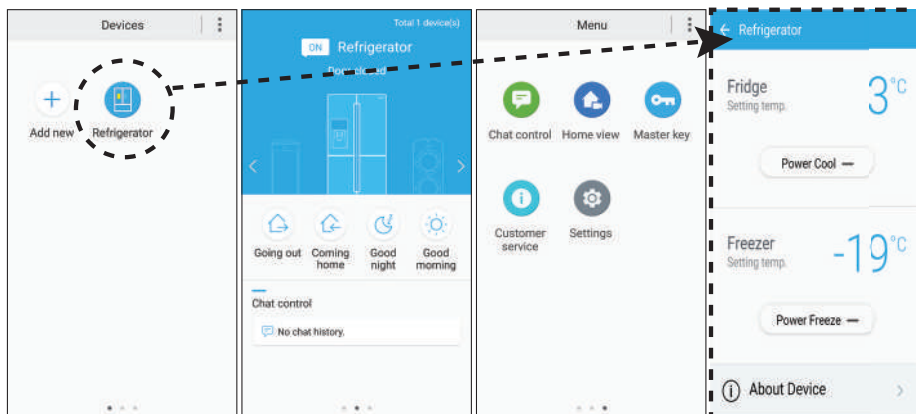 Devices
Add new
Refrigerator
Total 1 device(s)
ON Refrigerator
Door closed
Going out
Coming
home
Good
night
Good
morning
Chat control
No chat history.
Menu
Chat control
Home view
Master key
Customer
service
Settings
Refrigerator
Fridge
Setting temp.
3°C
Power Cool
Freezer
Setting temp.
-19°C
Power Freeze
About Device